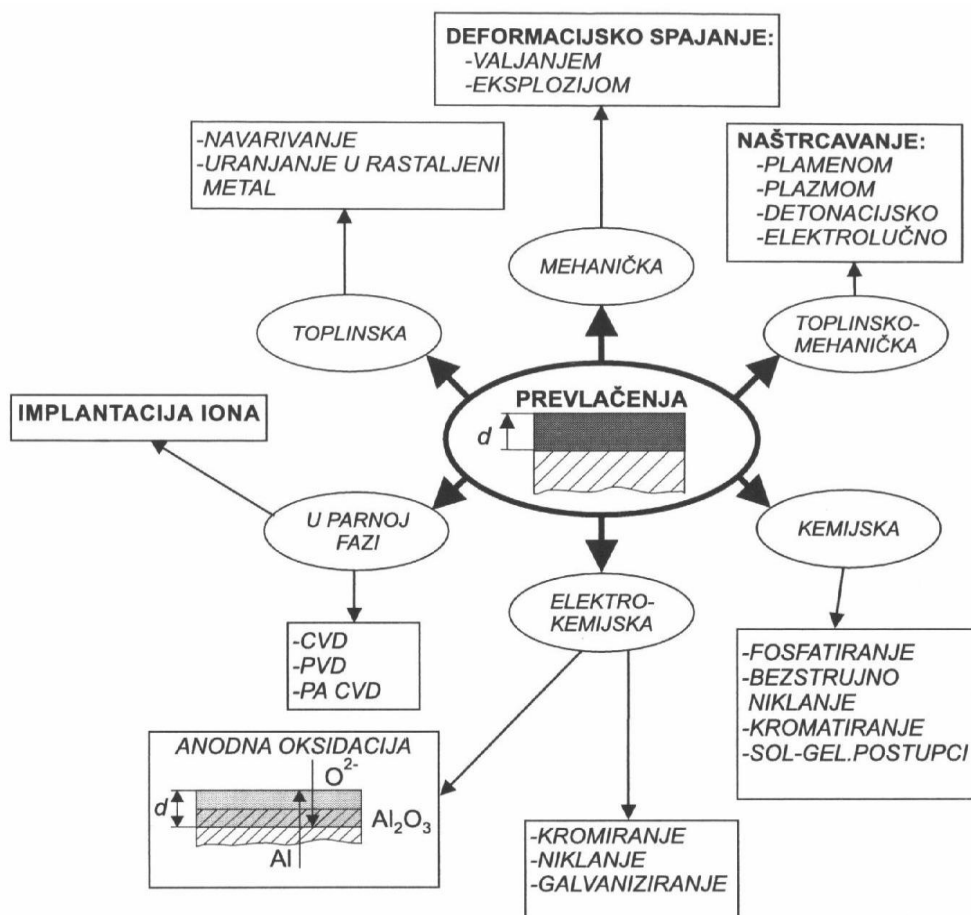 DEFORMACIJSKO SPAJANJE:
-VALJANJEM
-EKSPLOZIJOM
-NAVARIVANJE
-URANJANJE U RASTALJENI
METAL
NAŠTRCAVANJE:
-PLAMENOM
-PLAZMOM
-DETONACIJSKO
-ELEKTROLUČNO
MEHANIČKA
TOPLINSKA
TOPLINSKO-
MEHANIČKA
PREVLAČENJA
d
IMPLANTACIJA IONA
U PARNOJ
FAZI
KEMIJSKA
ELEKTRO-
KEMIJSKA
-CVD
-PVD
-PA CVD
-FOSFATIRANJE
-BEZSTRUJNO
NIKLANJE
-KROMATIRANJE
-SOL-GEL.POSTUPCI
ANODNA OKSIDACIJA
O²⁻
d
Al₂O₃
Al
-KROMIRANJE
-NIKLANJE
-GALVANIZIRANJE